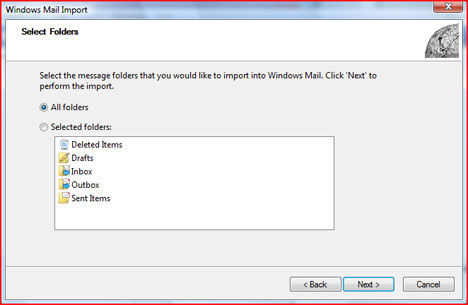 Windows Mail Import
Select Folders
Select the message folders that you would like to import into Windows Mail. Click 'Next' to
perform the import.
All folders
Selected folders:
Deleted Items
Drafts
Inbox
Outbox
Sent Items
< Back
Next >
Cancel